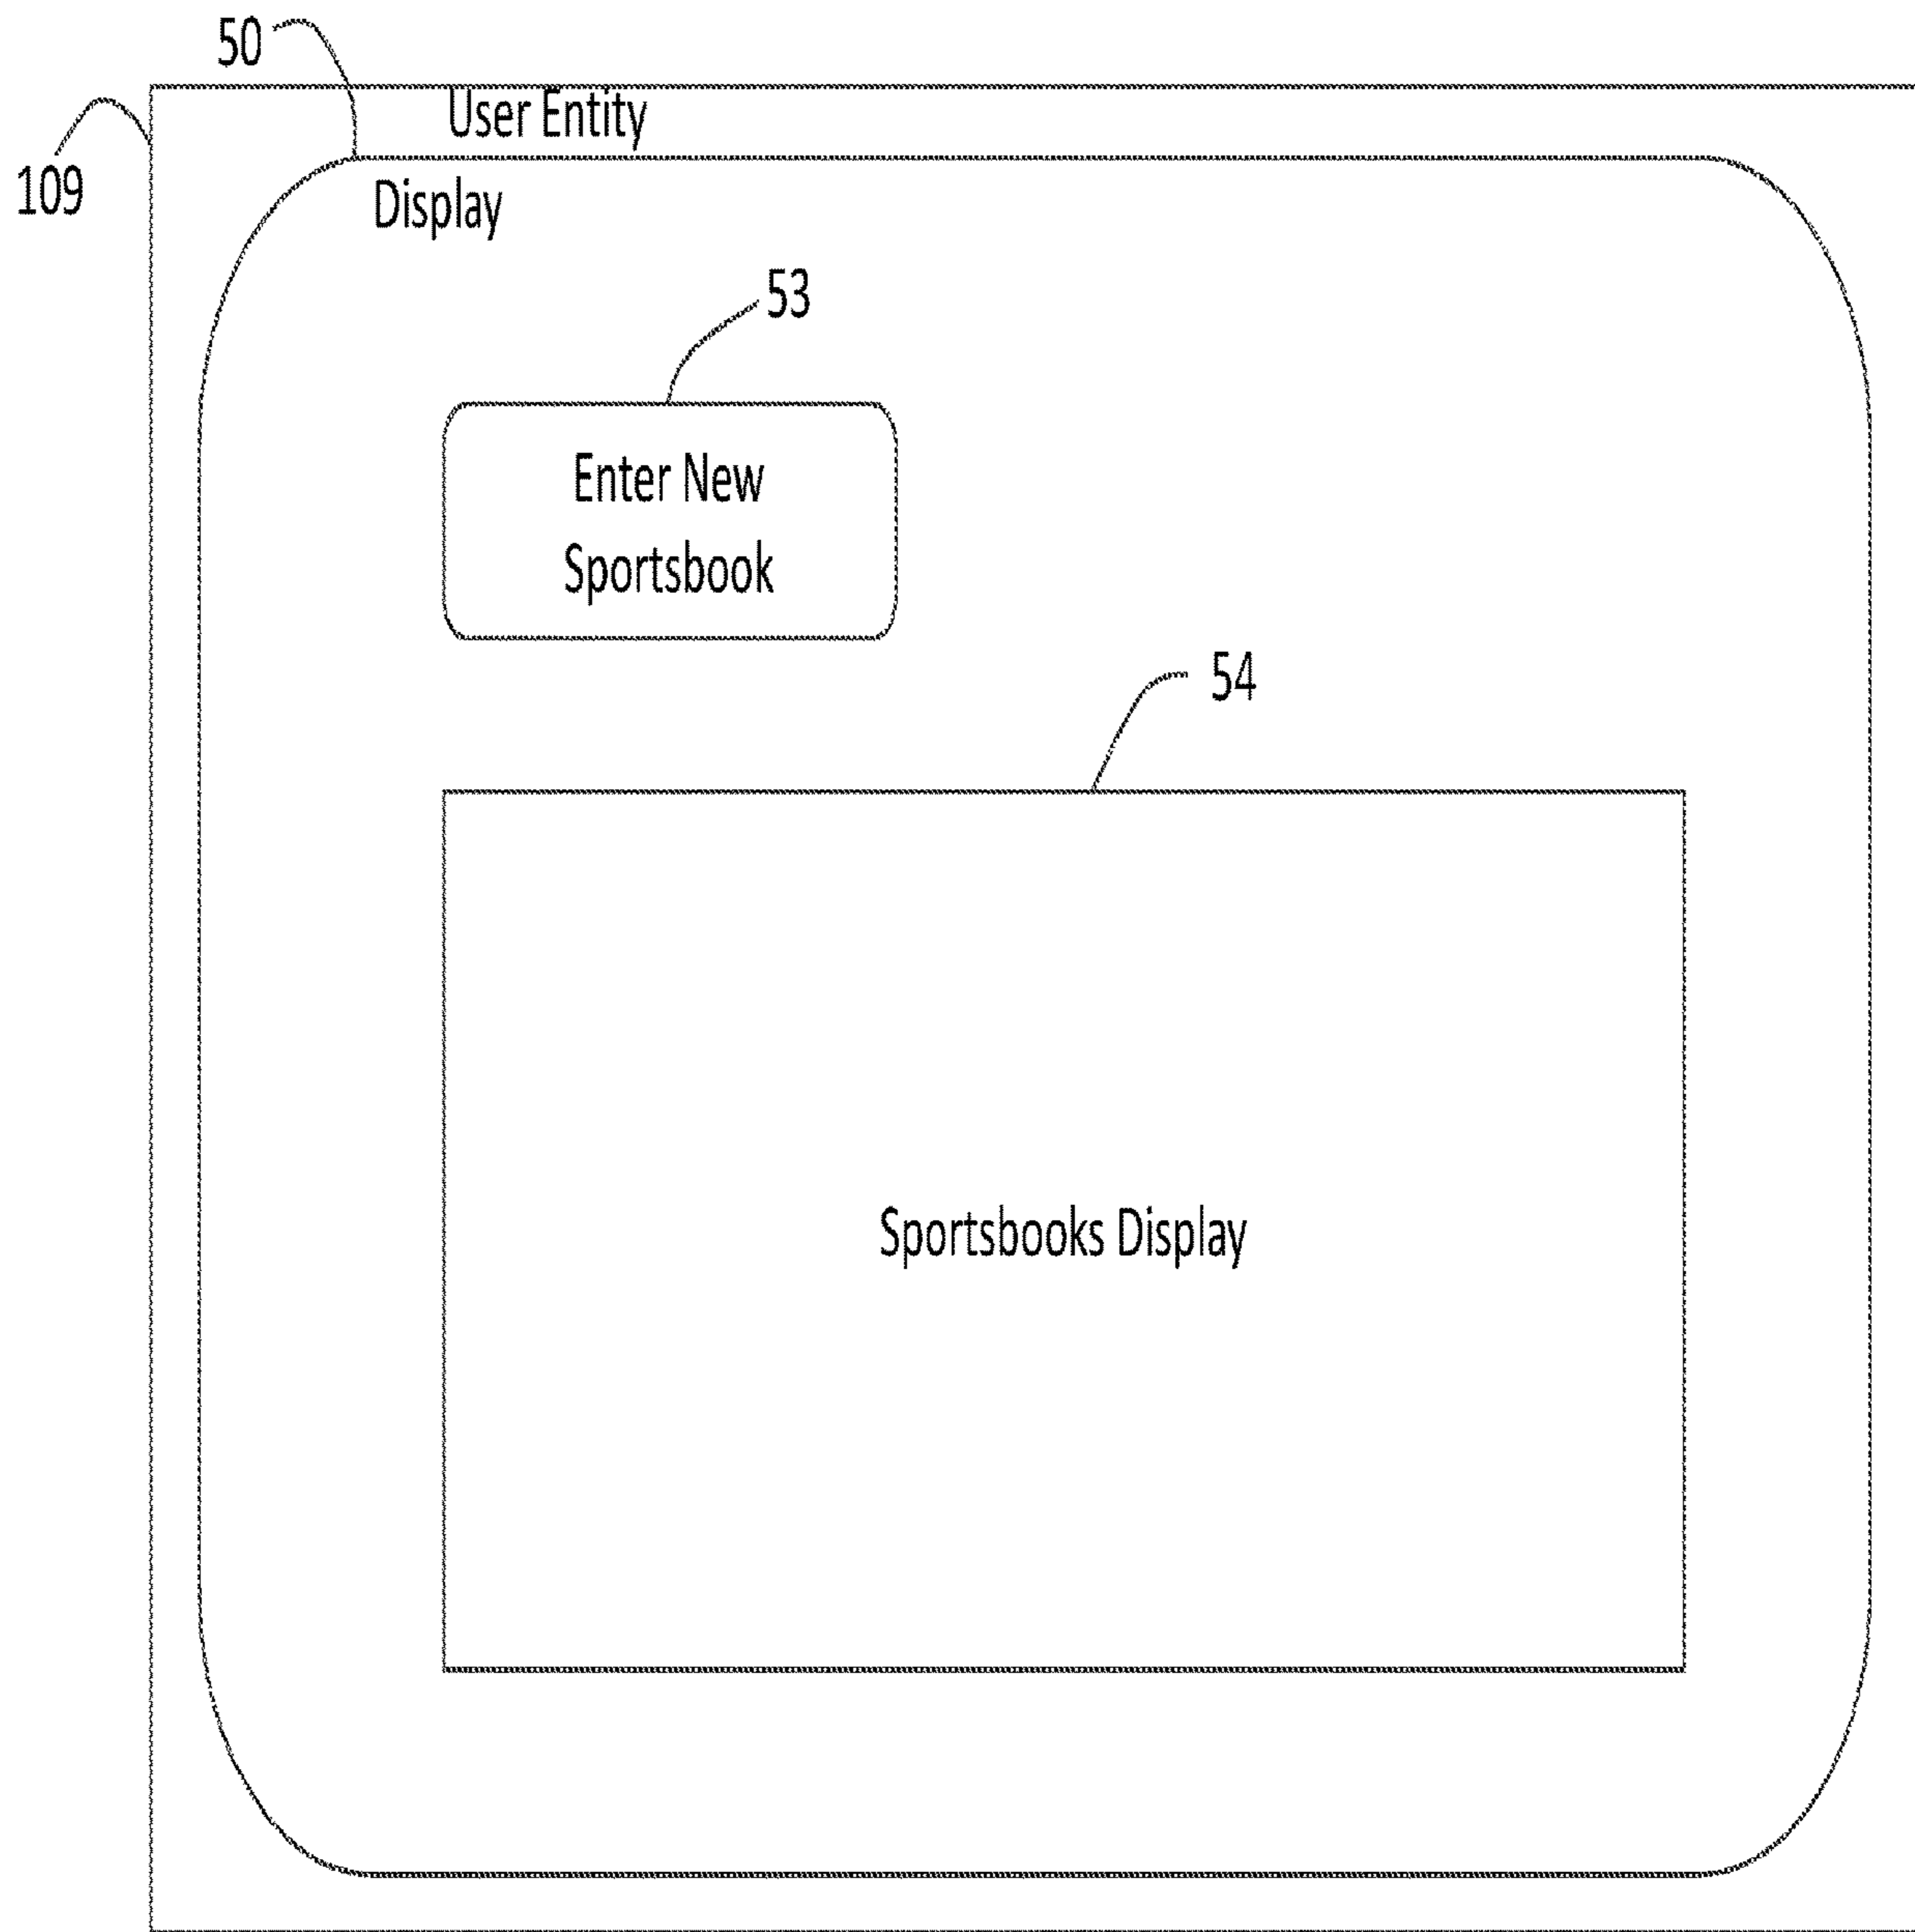 50
User Entity
109
Display
53
Enter New
Sportsbook
54
Sportsbooks Display